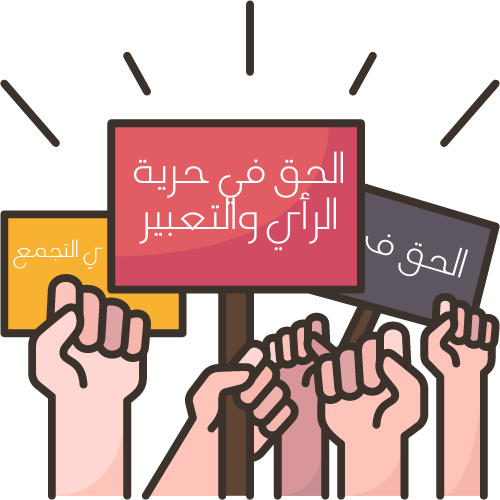 الحق في حرية
الرأي والتعبير
ي التجمع
الحق ف